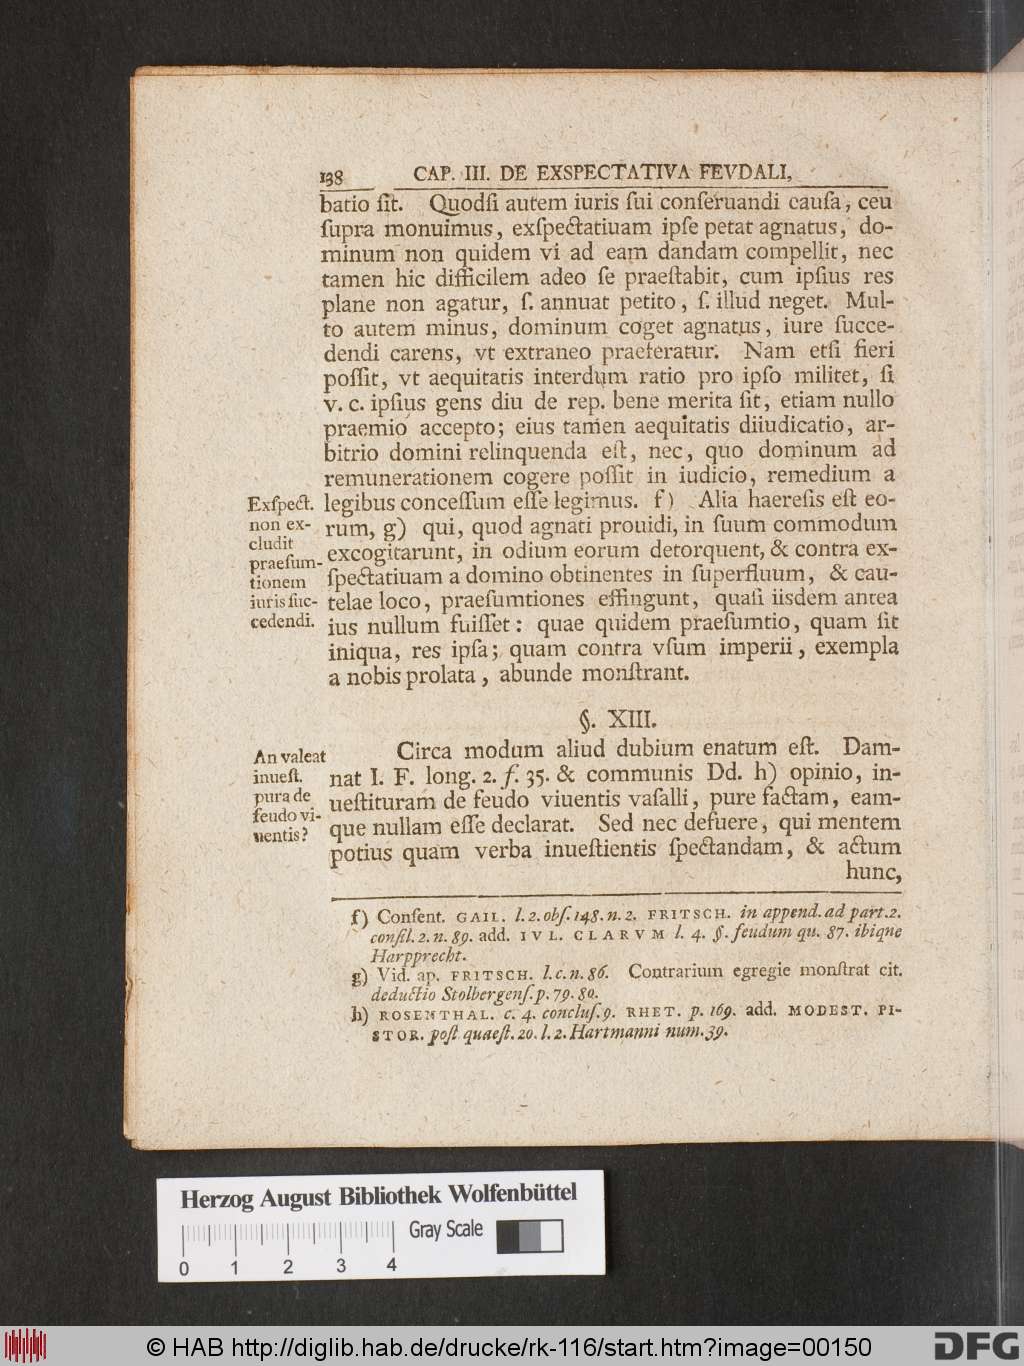 138 CAP. III. DE EXSPECTATIVA FEVDALI,
batio ſit. Quodſi autem iuris ſui conſeruandi cauſa, ceu
ſupra monuimus, exſpectatiuam ipſe petat agnatus, do-
minum non quidem vi ad eam dandam compellit, nec
tamen hic difficilem adeo ſe praeſtabit, cum ipſius res
plane non agatur, ſ. annuat petito, ſ. illud neget. Mul-
to autem minus, dominum coget agnatus, iure ſucce-
dendi carens, vt extraneo praeferatur. Nam etſi fieri
poſſit, vt aequitatis interdum ratio pro ipſo militet, ſi
v. c. ipſius gens diu de rep. bene merita ſit, etiam nullo
praemio accepto; eius tamen aequitatis diiudicatio, ar-
bitrio domini relinquenda eſt, nec, quo dominum ad
remunerationem cogere poſſit in iudicio, remedium a
legibus conceſſum eſſe legimus. f) Alia haereſis eſt eo-
rum, g) qui, quod agnati prouidi, in ſuum commodum
excogitarunt, in odium eorum detorquent, & contra ex-
ſpectatiuam a domino obtinentes in ſuperfluum, & cau-
telae loco, praeſumtiones effingunt, quaſi iisdem antea
ius nullum fuiſſet: quae quidem praeſumtio, quam ſit
iniqua, res ipſa; quam contra vſum imperii, exempla
a nobis prolata, abunde monſtrant.
Exſpect.
non ex-
cludit
praeſum-
tionem
iuris ſuc-
cedendi.
§. XIII.
Circa modum aliud dubium enatum eſt. Dam-
nat I. F. long. 2. ſ. 35. & communis Dd. h) opinio, in-
ueſtituram de feudo viuentis vaſalli, pure factam, eam-
que nullam eſſe declarat. Sed nec defuere, qui mentem
potius quam verba inueſtientis ſpectandam, & actum
hunc,
An valeat
inueſt.
pura de
feudo vi-
uentis?
f) Conſent. GAIL. l. 2. obſ. 148. n. 2. FRITSCH. in append. ad part. 2.
conſil. 2. n. 89. add. IVL. CLARVM l. 4. §. feudum qu. 87. ibique
Harpprecht.
g) Vid. ap. FRITSCH. l. c. n. 86. Contrarium egregie monſtrat cit.
deductio Stolbergenſ. p. 79. 80.
h) ROSENTHAL. c. 4. concluſ. 9. RHET. p. 169. add. MODEST. PI-
STOR. poſt quaeſt. 20. l. 2. Hartmanni num. 39.
Herzog August Bibliothek Wolfenbüttel
Gray Scale
0 1 2 3 4
© HAB http://diglib.hab.de/drucke/rk-116/start.htm?image=00150
DFG